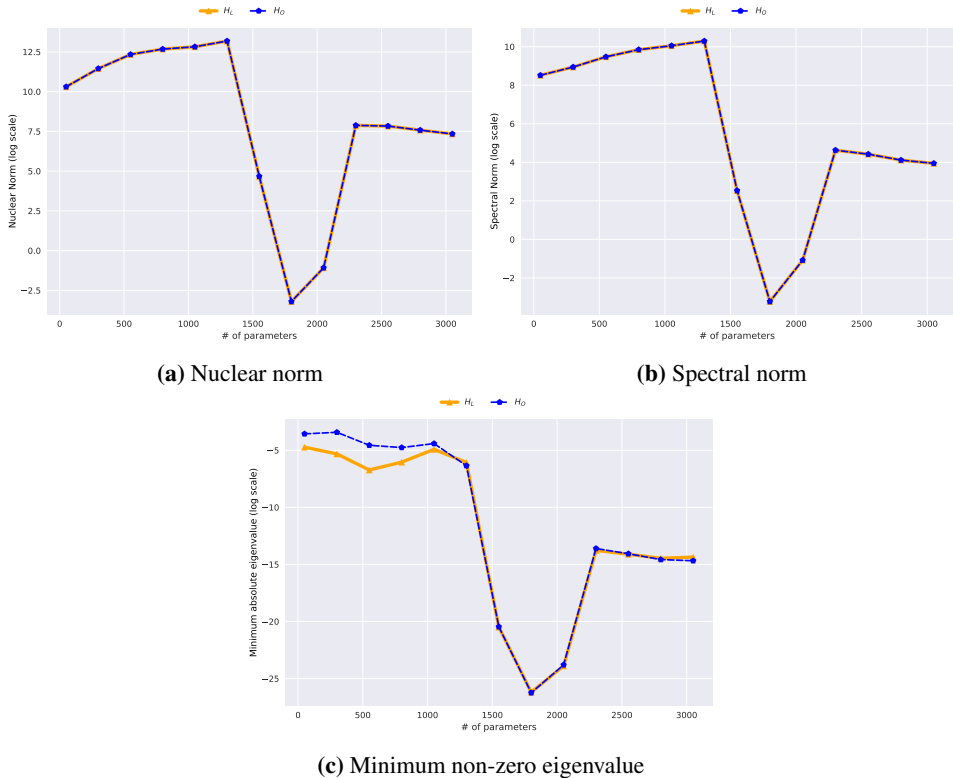 H_L H_O
Nuclear Norm (log scale)
12.5
10.0
7.5
5.0
2.5
0.0
−2.5
0 500 1000 1500 2000 2500 3000
# of parameters
(a) Nuclear norm
H_L H_O
Spectral Norm (log scale)
10
8
6
4
2
0
−2
0 500 1000 1500 2000 2500 3000
# of parameters
(b) Spectral norm
H_L H_O
Minimum absolute eigenvalue (log scale)
−5
−10
−15
−20
−25
0 500 1000 1500 2000 2500 3000
# of parameters
(c) Minimum non-zero eigenvalue